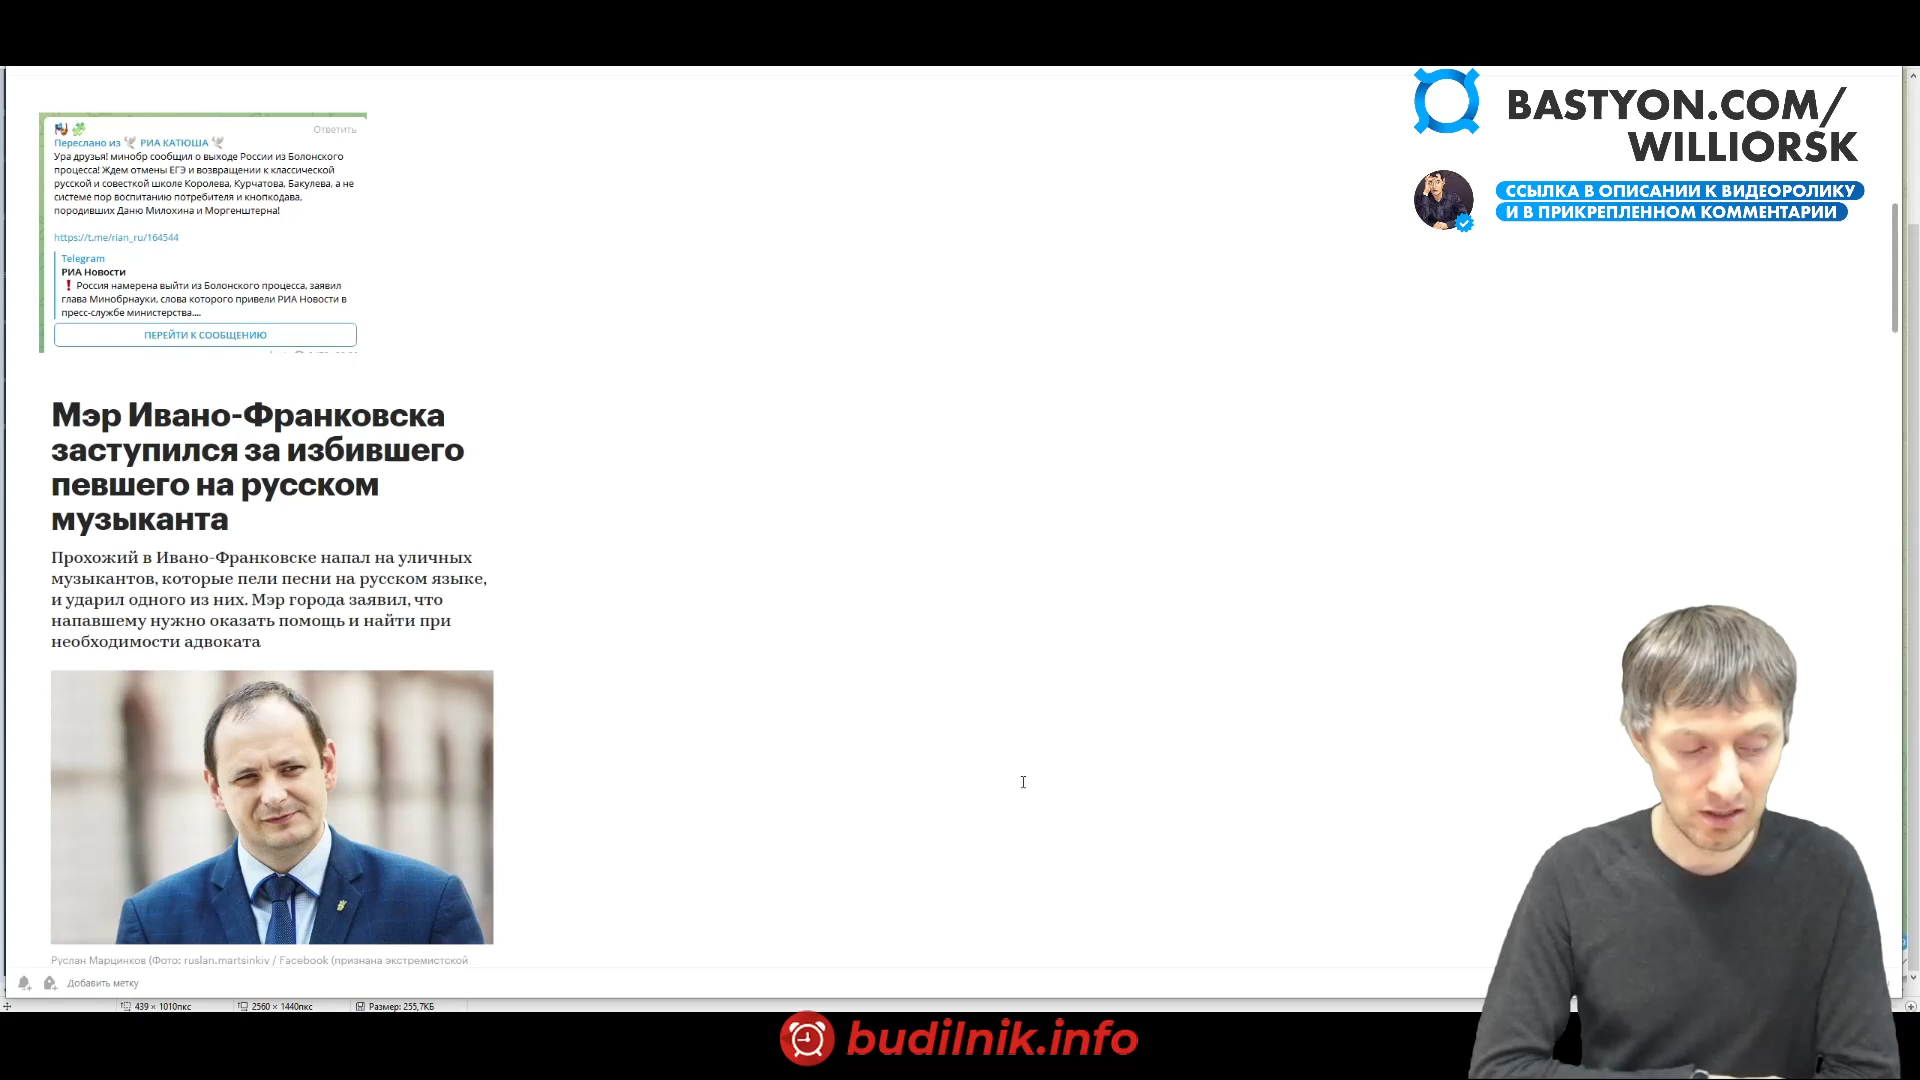 BASTYON.COM/
WILLIORSK
ССЫЛКА В ОПИСАНИИ К ВИДЕОРОЛИКУ
И В ПРИКРЕПЛЕННОМ КОММЕНТАРИИ
Ответить
Переслано из РИА КАТЮША
Ура друзья! минобр сообщил о выходе России из Болонского
процесса! Ждем отмены ЕГЭ и возвращении к классической
русской и совесткой школе Королева, Курчатова, Бакулева, а не
системе пор воспитанию потребителя и кнопкодава,
породивших Даню Милохина и Моргенштерна!
https://t.me/rian_ru/164544
Telegram
РИА Новости
❗ Россия намерена выйти из Болонского процесса, заявил
глава Минобрнауки, слова которого привели РИА Новости в
пресс-службе министерства....
ПЕРЕЙТИ К СООБЩЕНИЮ
Мэр Ивано-Франковска
заступился за избившего
певшего на русском
музыканта
Прохожий в Ивано-Франковске напал на уличных
музыкантов, которые пели песни на русском языке,
и ударил одного из них. Мэр города заявил, что
напавшему нужно оказать помощь и найти при
необходимости адвоката
Руслан Марцинков (Фото: ruslan.martsinkiv / Facebook (признана экстремистской
Добавить метку
439 × 1010пкс
2560 × 1440пкс
Размер: 255,7КБ
budilnik.info